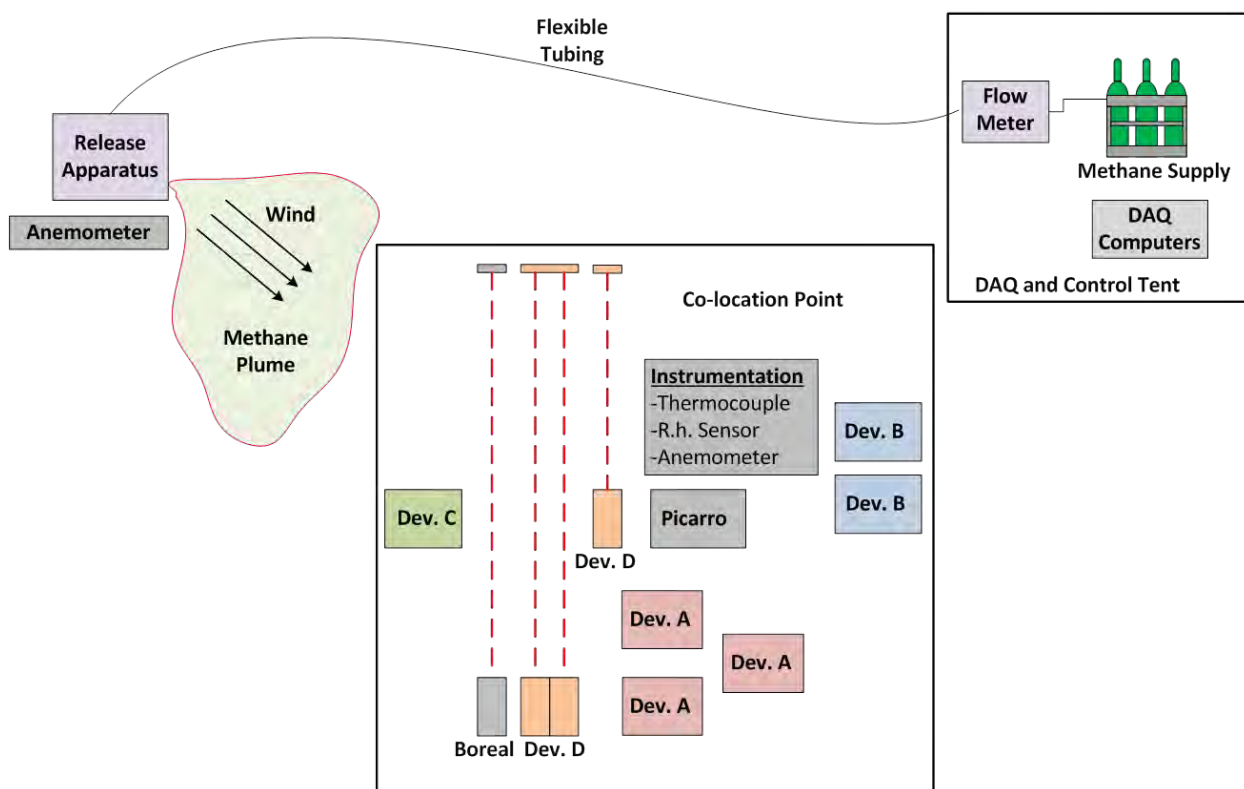 Flexible
Tubing
Release
Apparatus
Anemometer
Wind
Methane
Plume
Flow
Meter
Methane Supply
DAQ
Computers
DAQ and Control Tent
Co-location Point
Instrumentation
-Thermocouple
-R.h. Sensor
-Anemometer
Dev. B
Dev. B
Dev. C
Dev. D
Picarro
Dev. A
Dev. A
Dev. A
Boreal
Dev. D